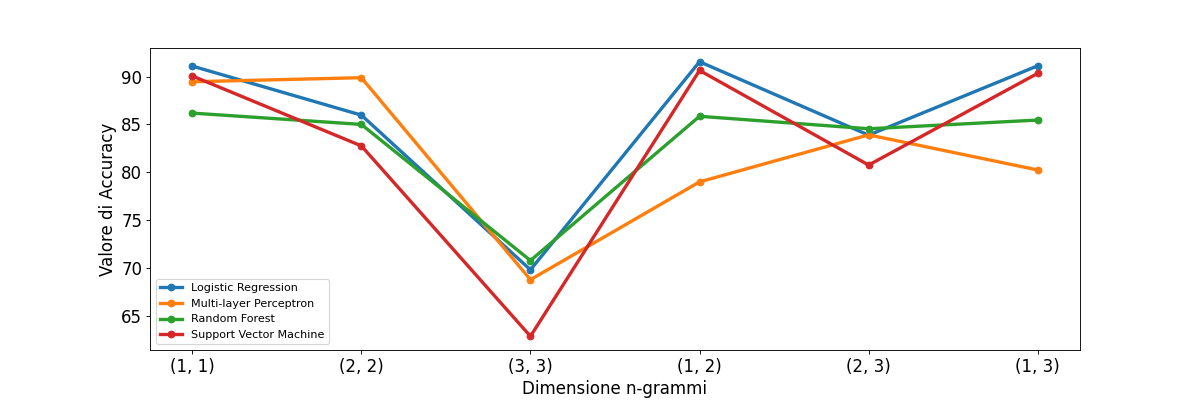 90
85
80
75
70
65
Valore di Accuracy
Logistic Regression
Multi-layer Perceptron
Random Forest
Support Vector Machine
(1, 1) (2, 2) (3, 3) (1, 2) (2, 3) (1, 3)
Dimensione n-grammi